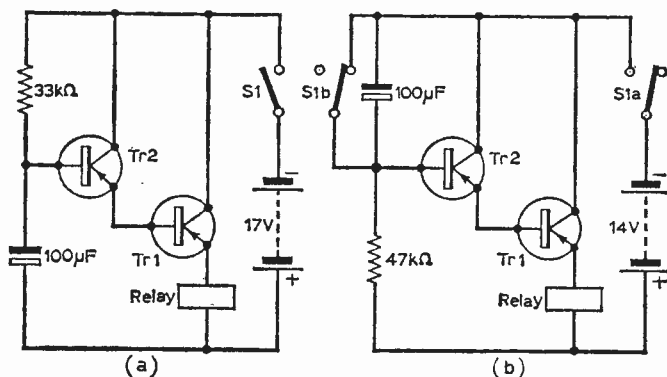 33kΩ
100µF
Tr2
Tr1
Relay
S1
17V
−
+
(a)
S1b
100µF
47kΩ
Tr2
Tr1
Relay
S1a
14V
−
+
(b)